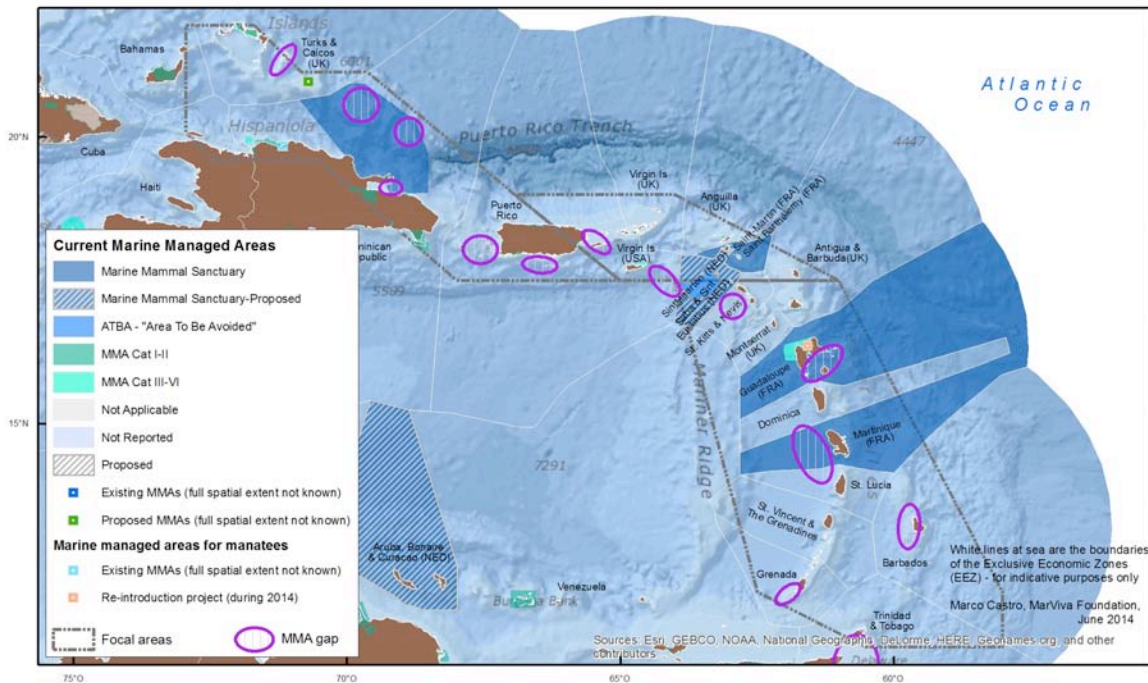 Islands
Bahamas
Turks &
Caicos
(UK)
6001
Atlantic
Ocean
20°N
Hispaniola
Puerto Rico Trench
4447
Cuba
Haiti
Virgin Is
(UK)
Anguilla
(UK)
Saint-Martin (FRA)
Saint Barthelemy (FRA)
Puerto
Rico
Virgin Is
(USA)
Antigua &
Barbuda(UK)
5599
Saba & Sint
Eustatius (NED)
St. Kitts & Nevis
Montserrat
(UK)
Guadaloupe
(FRA)
Mariner Ridge
Dominica
15°N
Martinique
(FRA)
7291
St. Lucia
St. Vincent &
The Grenadines
Barbados
Aruba, Bonaire
& Curacao (NED)
Venezuela
Grenada
Trinidad
& Tobago
Current Marine Managed Areas
Marine Mammal Sanctuary
Marine Mammal Sanctuary-Proposed
ATBA - "Area To Be Avoided"
MMA Cat I-II
MMA Cat III-VI
Not Applicable
Not Reported
Proposed
Existing MMAs (full spatial extent not known)
Proposed MMAs (full spatial extent not known)
Marine managed areas for manatees
Existing MMAs (full spatial extent not known)
Re-introduction project (during 2014)
Focal areas
MMA gap
White lines at sea are the boundaries
of the Exclusive Economic Zones
(EEZ) - for indicative purposes only
Marco Castro, MarViva Foundation,
June 2014
Sources: Esri, GEBCO, NOAA, National Geographic, DeLorme, HERE, Geonames.org, and other
contributors
75°O
70°O
65°O
60°O